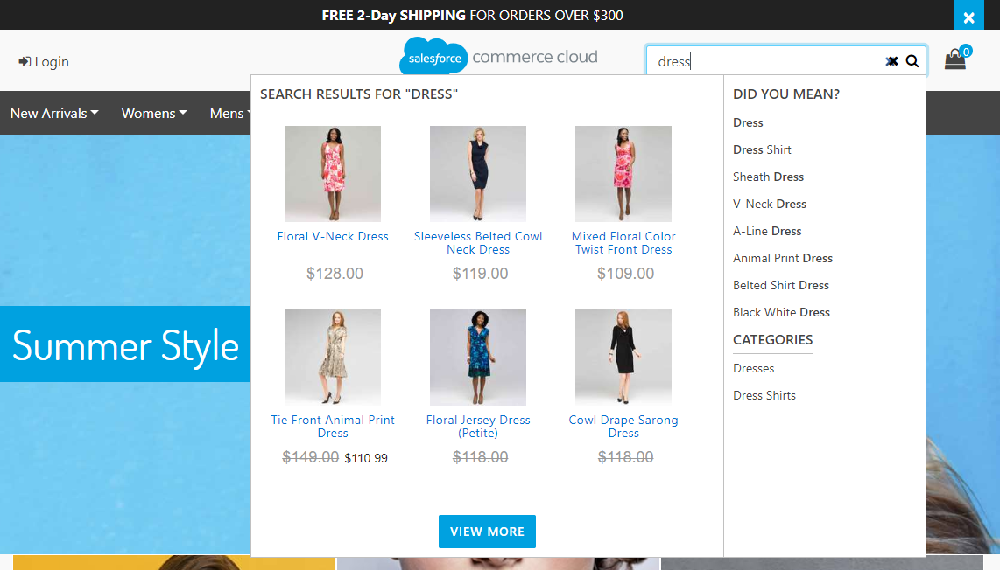 FREE 2-Day SHIPPING FOR ORDERS OVER $300
Login
salesforce commerce cloud
dress
0
New Arrivals
Womens
Mens
SEARCH RESULTS FOR "DRESS"
Floral V-Neck Dress
$128.00
Sleeveless Belted Cowl
Neck Dress
$119.00
Mixed Floral Color
Twist Front Dress
$109.00
Tie Front Animal Print
Dress
$149.00 $110.99
Floral Jersey Dress
(Petite)
$118.00
Cowl Drape Sarong
Dress
$118.00
VIEW MORE
DID YOU MEAN?
Dress
Dress Shirt
Sheath Dress
V-Neck Dress
A-Line Dress
Animal Print Dress
Belted Shirt Dress
Black White Dress
CATEGORIES
Dresses
Dress Shirts
Summer Style